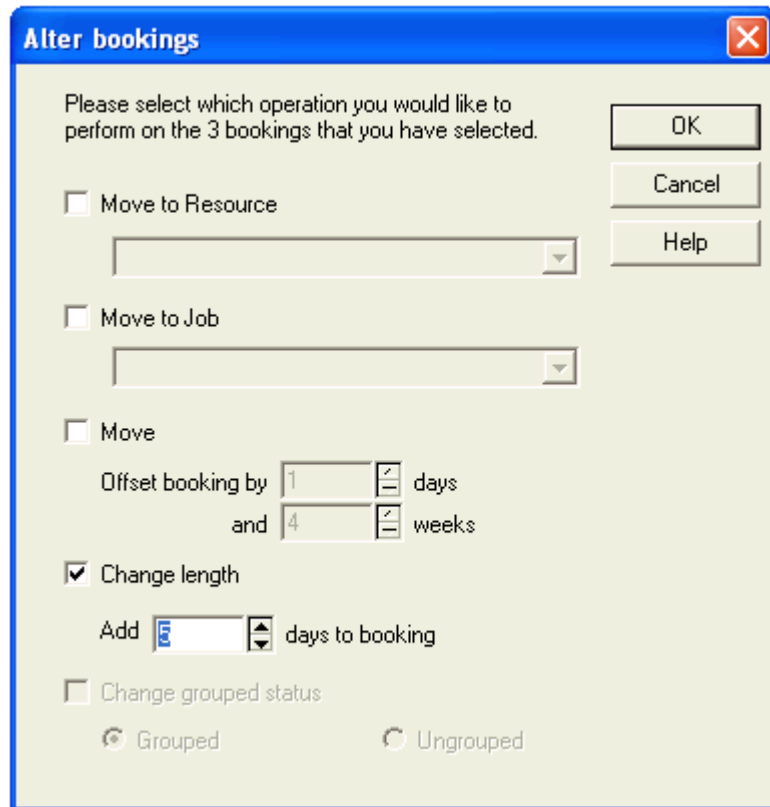 Alter bookings
Please select which operation you would like to
perform on the 3 bookings that you have selected.
OK
Cancel
Help
Move to Resource
Move to Job
Move
Offset booking by 1 days
and 4 weeks
Change length
Add 5 days to booking
Change grouped status
Grouped Ungrouped